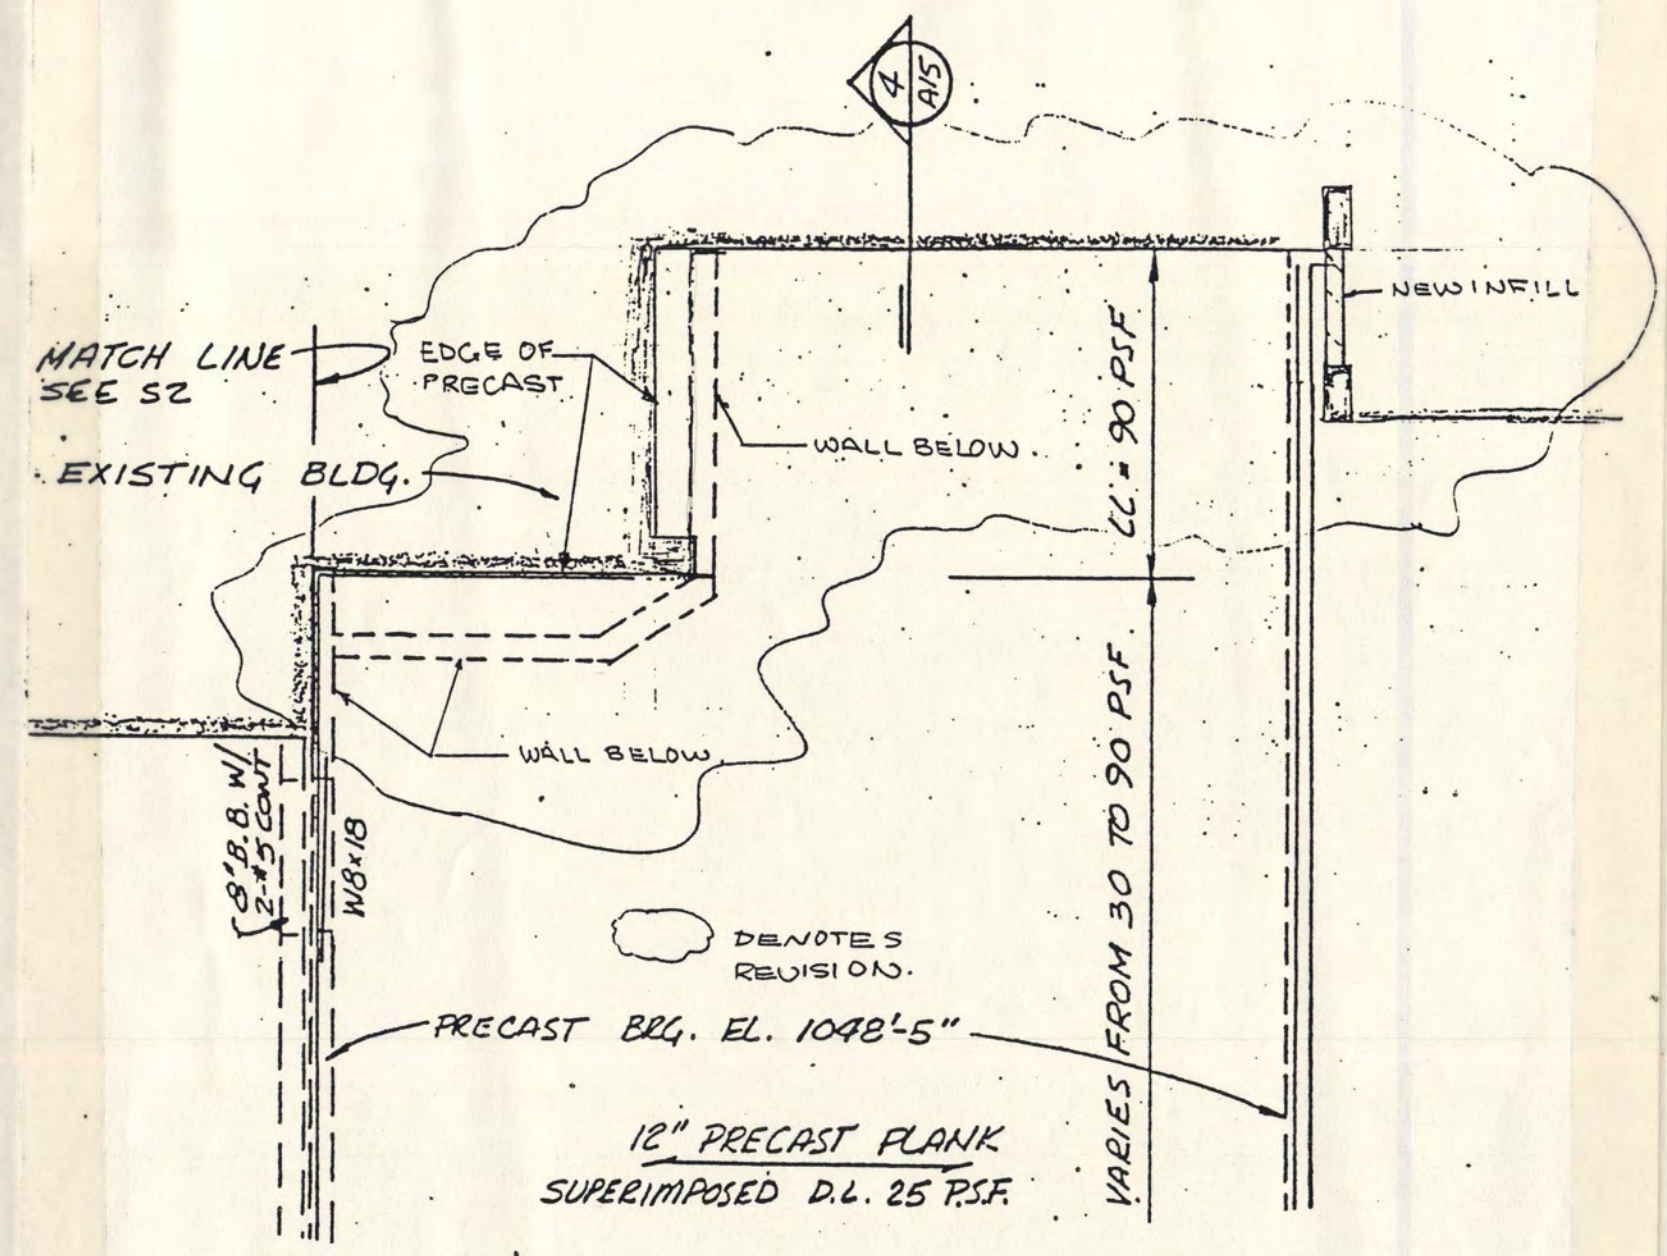 4
A15
MATCH LINE
SEE S2
EDGE OF
PRECAST
NEW INFILL
EXISTING BLDG.
WALL BELOW.
LL = 90 PSF
WALL BELOW.
8" B.B. W/
2-#5 CONT
W8x18
VARIES FROM 30 TO 90 PSF.
DENOTES
REVISION.
PRECAST BRG. EL. 1048'-5"
12" PRECAST PLANK
SUPERIMPOSED D.L. 25 P.S.F.